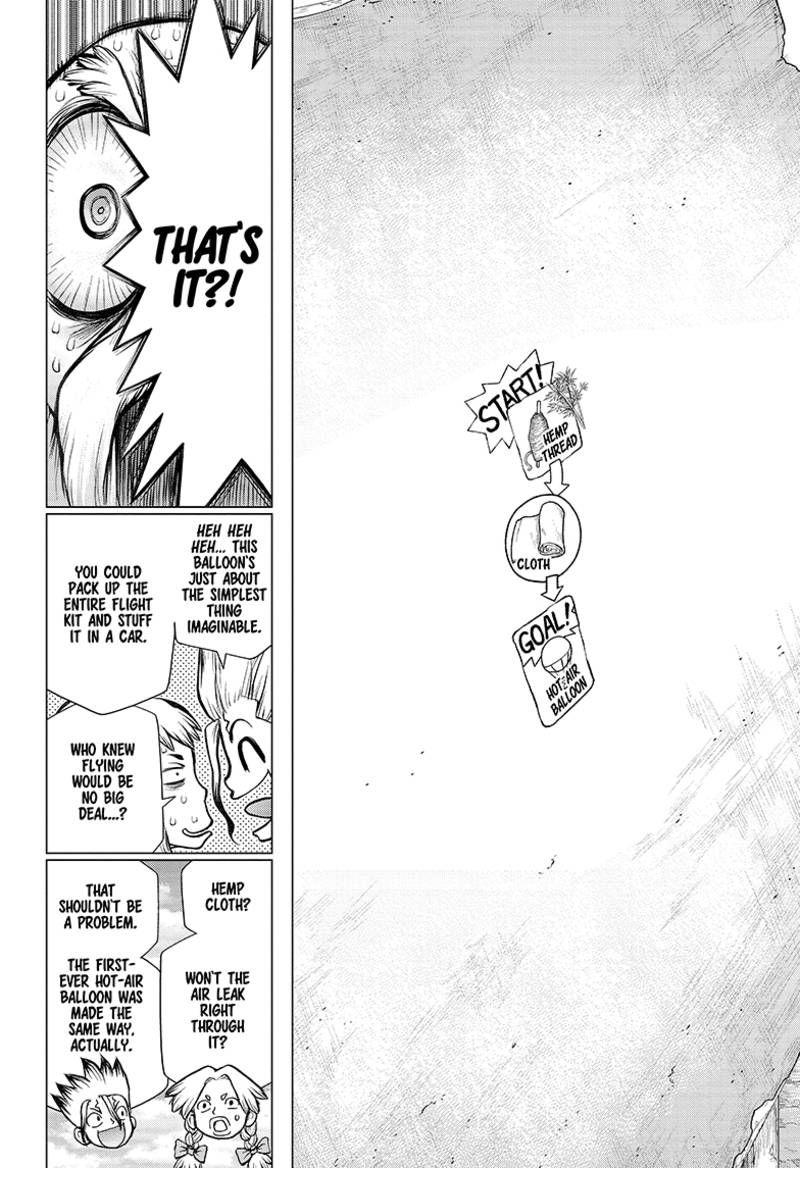 START!
HEMP
THREAD
CLOTH
GOAL!
HOT-AIR
BALLOON
THAT'S
IT?!
HEH HEH
HEH... THIS
BALLOON'S
JUST ABOUT
THE SIMPLEST
THING
IMAGINABLE.
YOU COULD
PACK UP THE
ENTIRE FLIGHT
KIT AND STUFF
IT IN A CAR.
WHO KNEW
FLYING
WOULD BE
NO BIG
DEAL...?
HEMP
CLOTH?
WON'T THE
AIR LEAK
RIGHT
THROUGH
IT?
THAT
SHOULDN'T BE
A PROBLEM.
THE FIRST-
EVER HOT-AIR
BALLOON WAS
MADE THE
SAME WAY,
ACTUALLY.